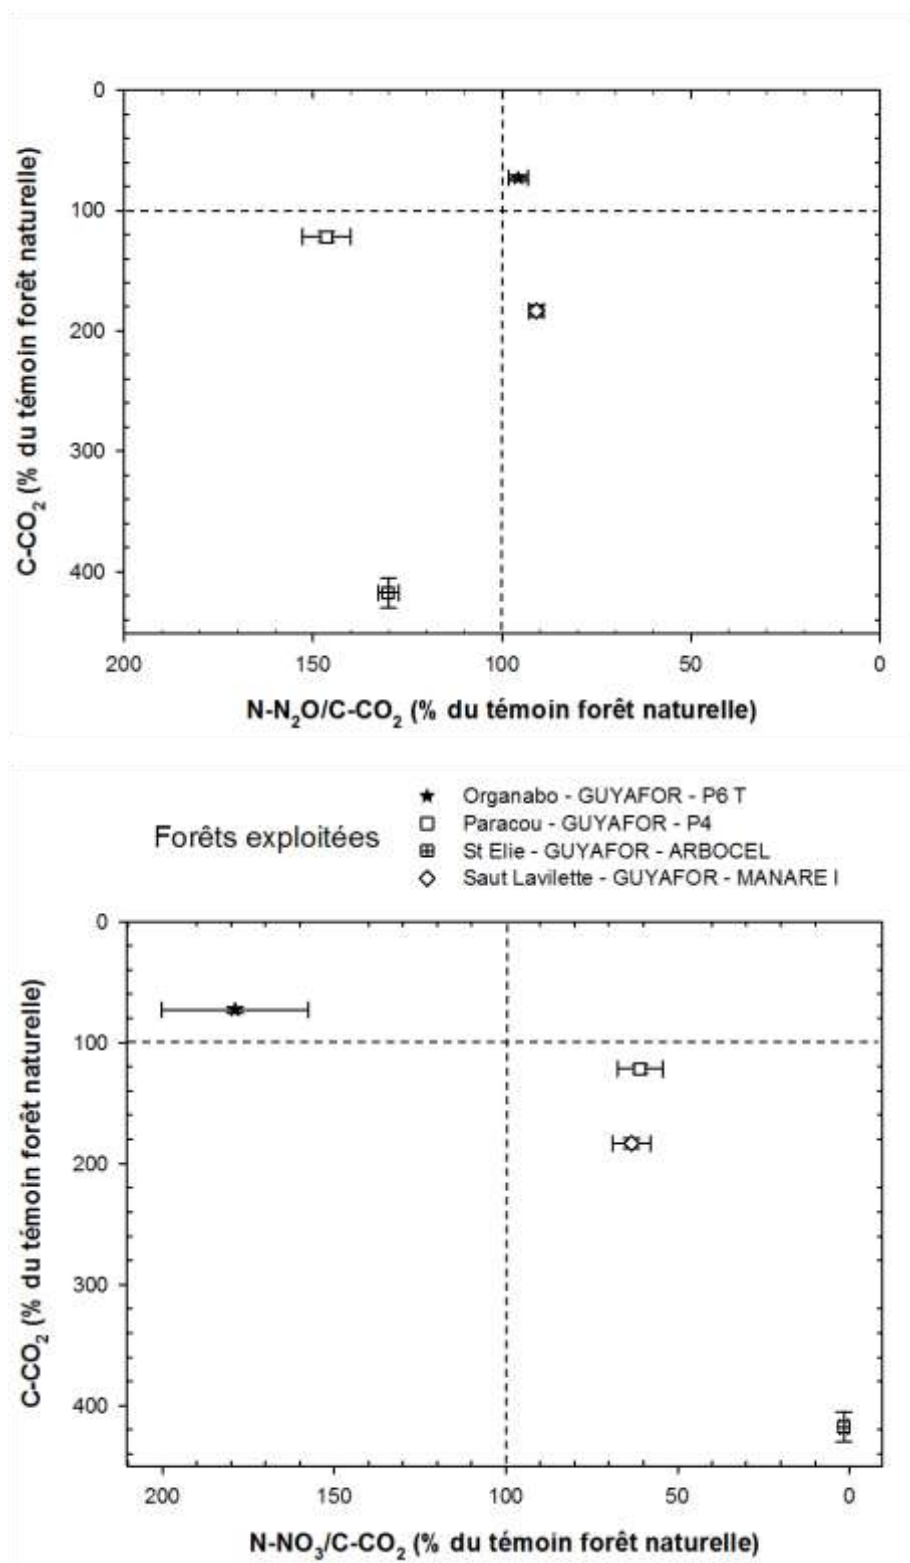 0
100
200
300
400
C-CO₂ (% du témoin forêt naturelle)
200 150 100 50 0
N-N₂O/C-CO₂ (% du témoin forêt naturelle)
Forêts exploitées
Organabo - GUYAFOR - P6 T
Paracou - GUYAFOR - P4
St Elie - GUYAFOR - ARBOCEL
Saut Lavilette - GUYAFOR - MANARE I
0
100
200
300
400
C-CO₂ (% du témoin forêt naturelle)
200 150 100 50 0
N-NO₃/C-CO₂ (% du témoin forêt naturelle)